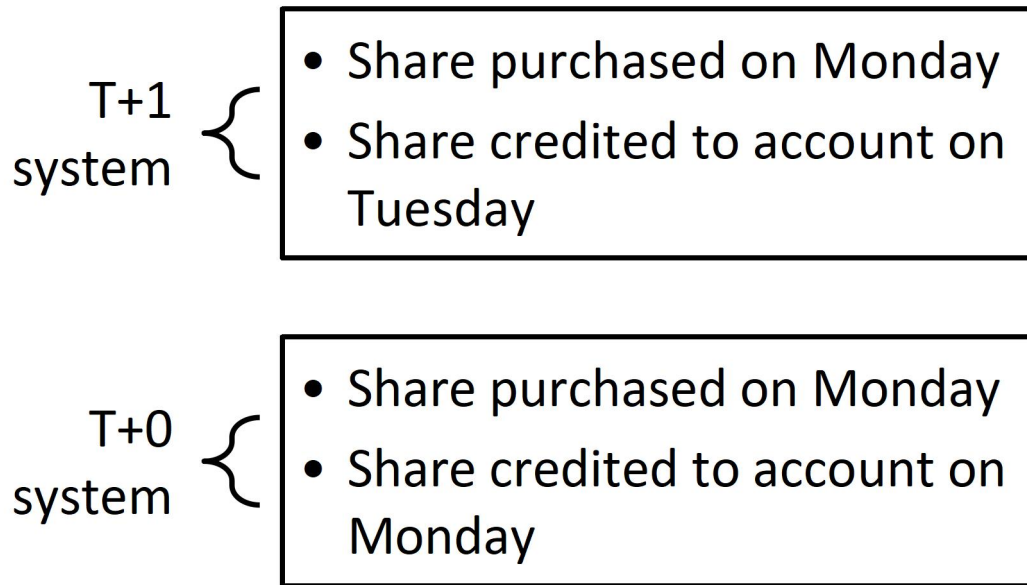 T+1
system
• Share purchased on Monday
• Share credited to account on
Tuesday
T+0
system
• Share purchased on Monday
• Share credited to account on
Monday